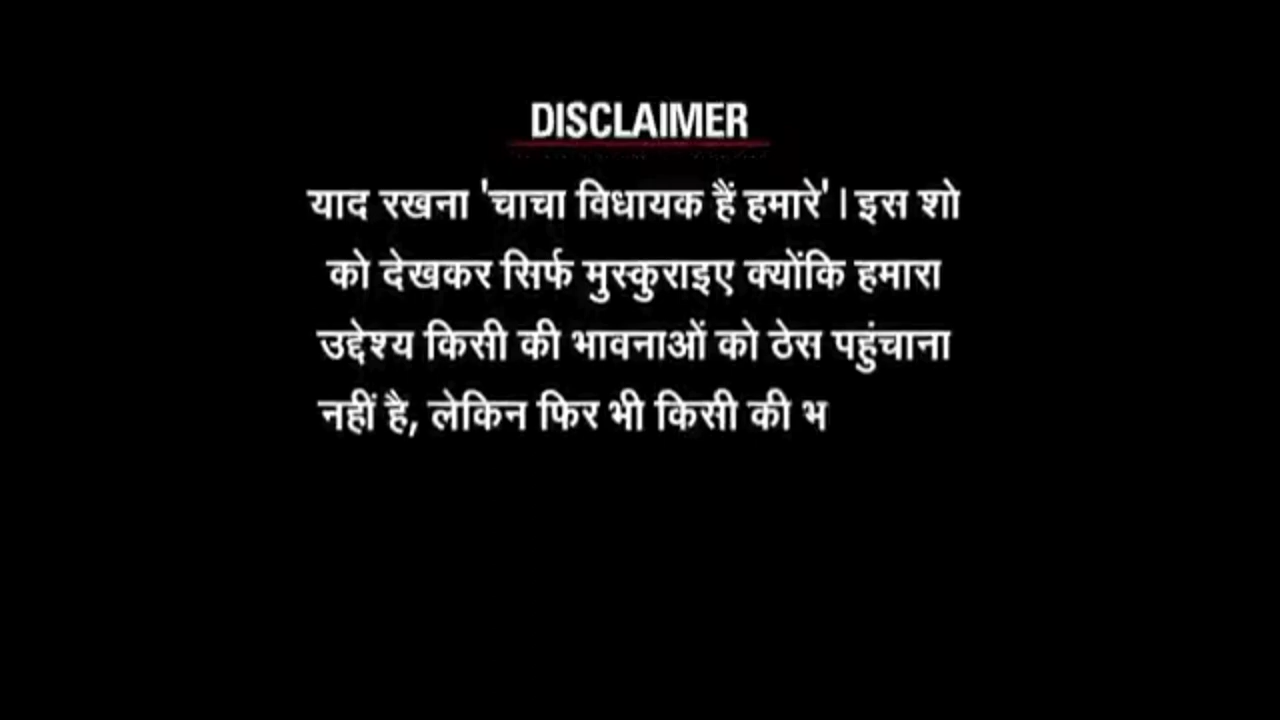 DISCLAIMER
याद रखना 'चाचा विधायक हैं हमारे'। इस शो
को देखकर सिर्फ मुस्कुराइए क्योंकि हमारा
उद्देश्य किसी की भावनाओं को ठेस पहुंचाना
नहीं है, लेकिन फिर भी किसी की भ